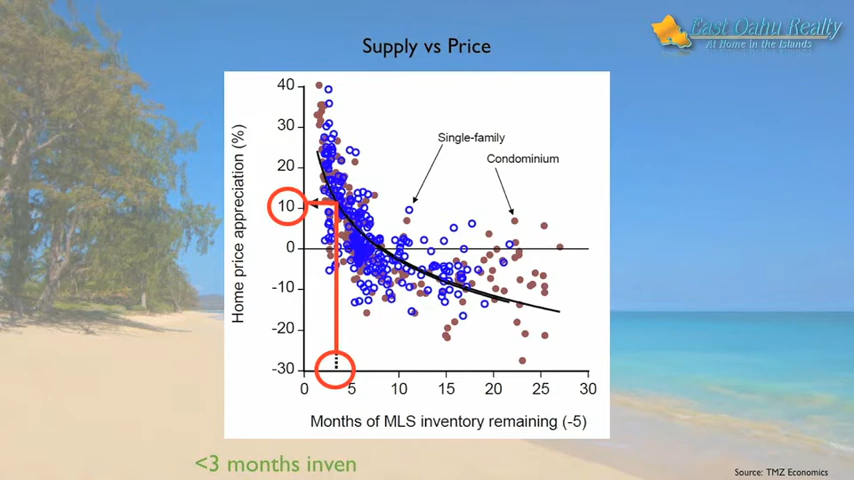 East Oahu Realty
At Home in the Islands
Supply vs Price
40
30
20
10
0
-10
-20
-30
Home price appreciation (%)
Single-family
Condominium
0 5 10 15 20 25 30
Months of MLS inventory remaining (-5)
<3 months inven
Source: TMZ Economics